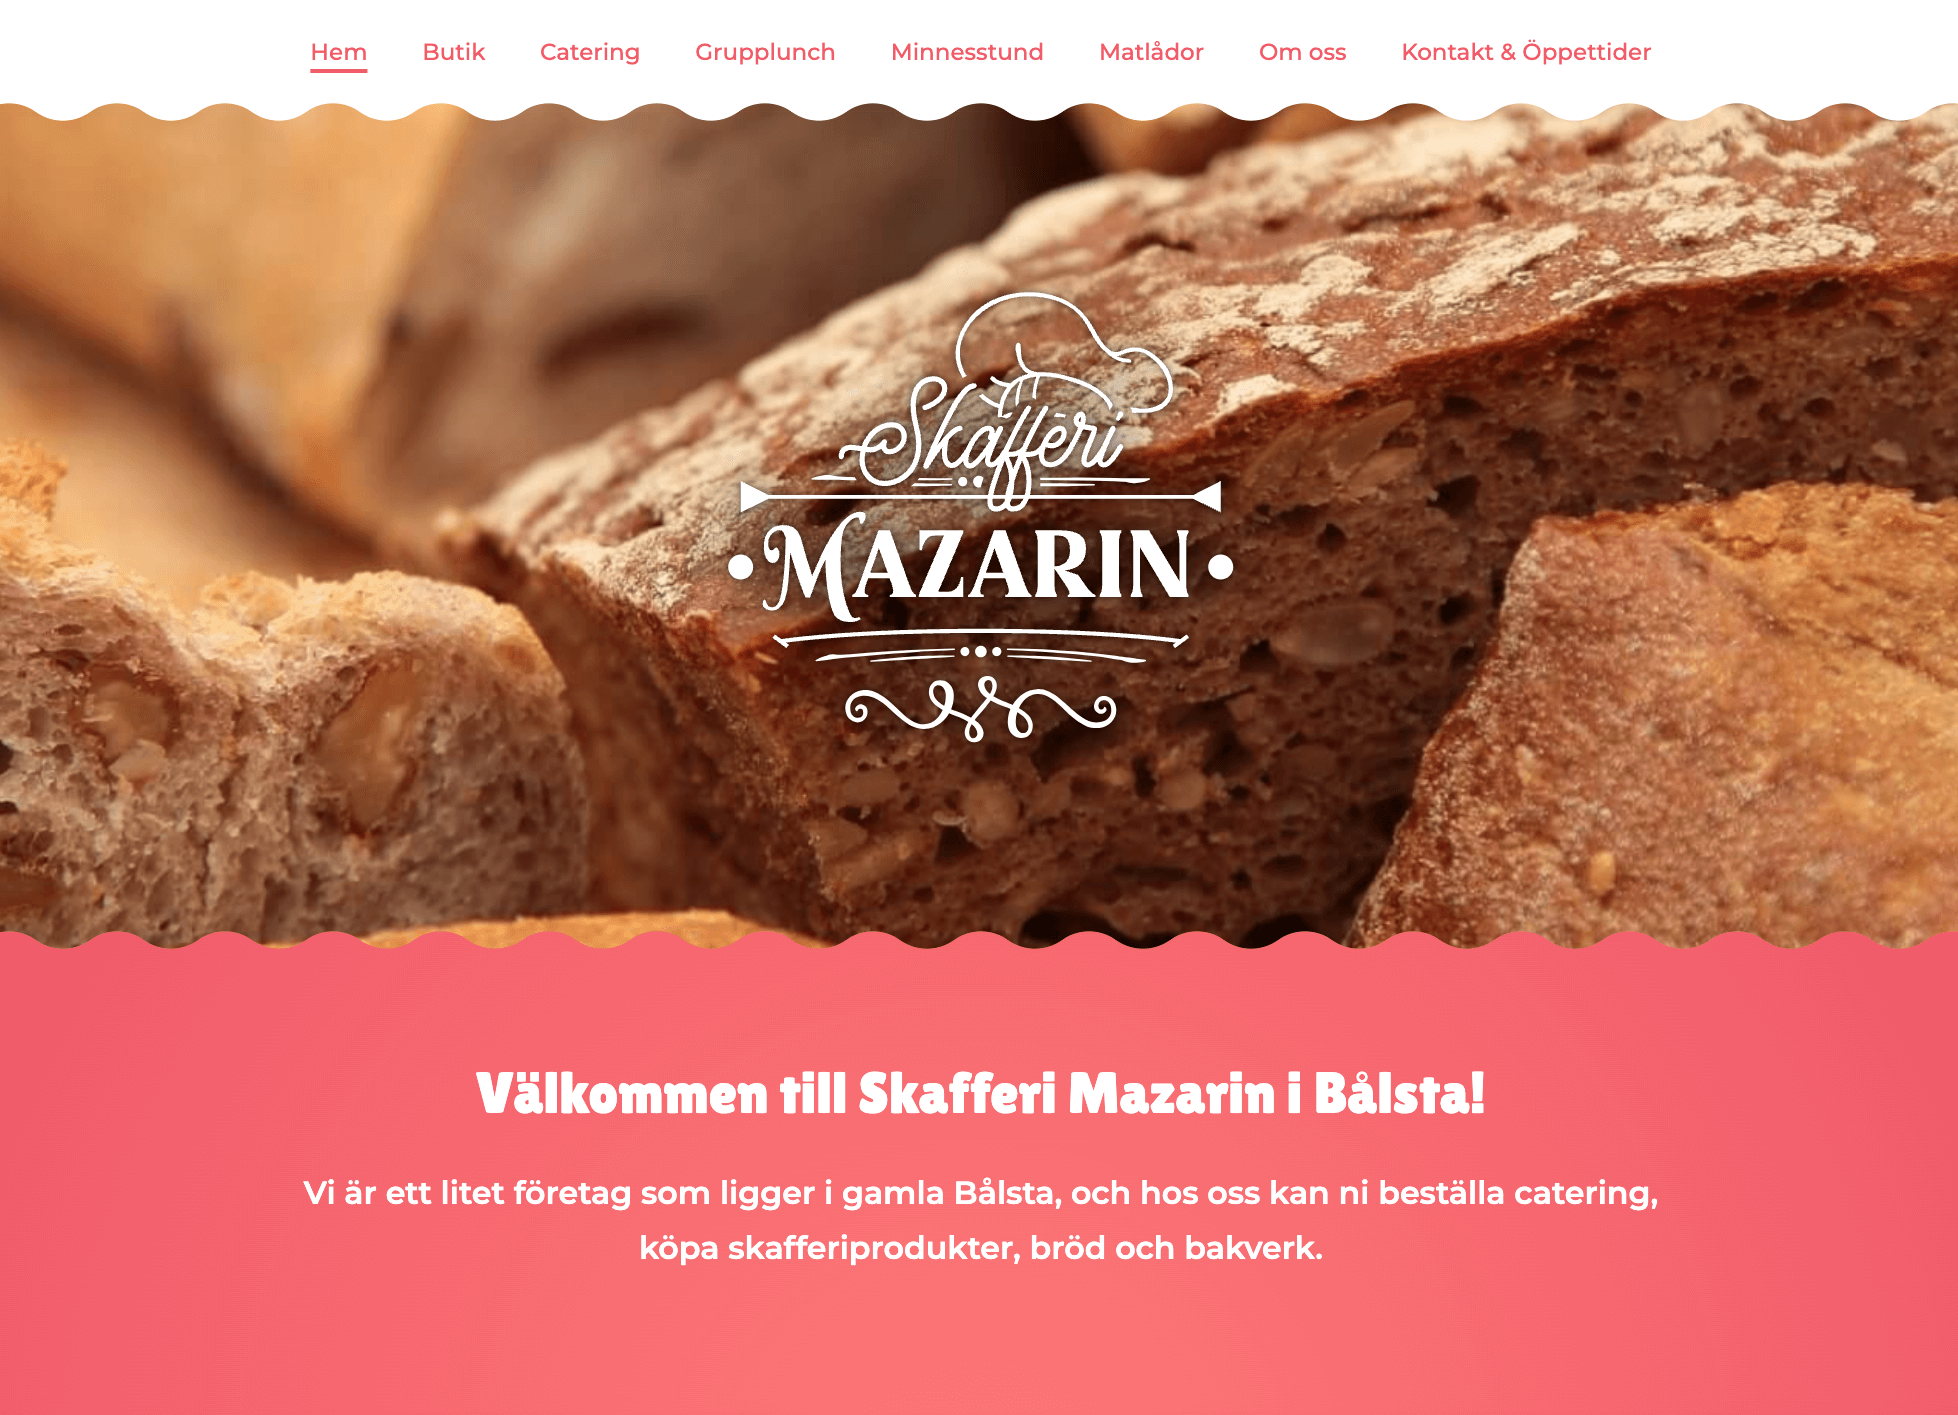 Hem Butik Catering Grupplunch Minnesstund Matlådor Om oss Kontakt & Öppettider
Skafferi
MAZARIN
Välkommen till Skafferi Mazarin i Bålsta!
Vi är ett litet företag som ligger i gamla Bålsta, och hos oss kan ni beställa catering,
köpa skafferiprodukter, bröd och bakverk.